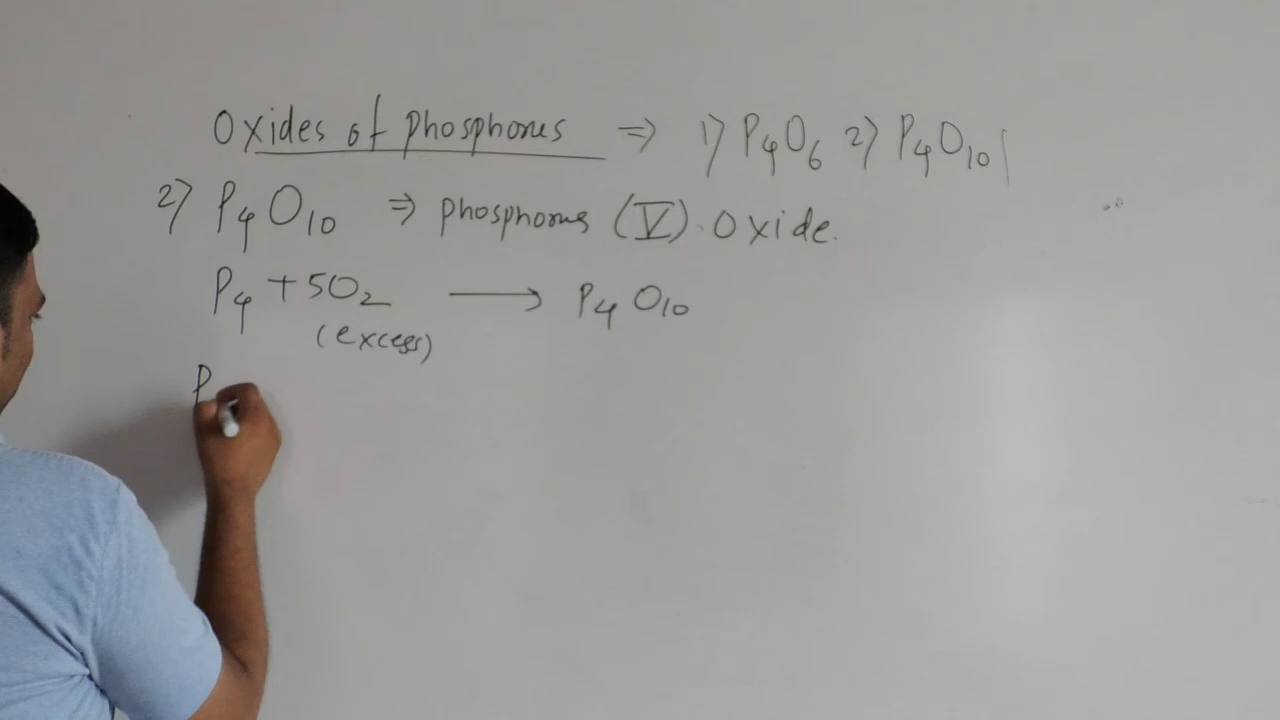 Oxides of phosphorus ⇒ 1) P₄O₆ 2) P₄O₁₀
2) P₄O₁₀ ⇒ phosphorus (V) Oxide.
P₄ + 5O₂ ⟶ P₄O₁₀
(excess)
P